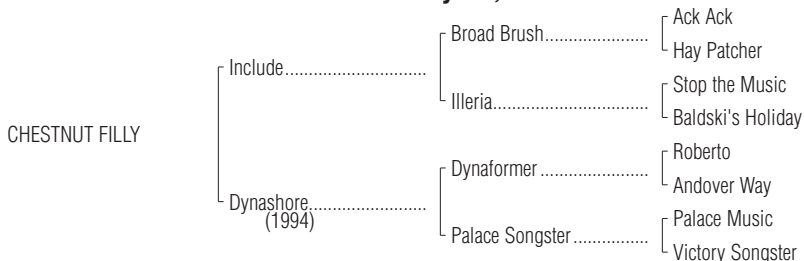 Ack Ack
Broad Brush
Hay Patcher
Include
Stop the Music
Illeria
Baldski's Holiday
CHESTNUT FILLY
Roberto
Dynaformer
Andover Way
Dynashore
(1994)
Palace Music
Palace Songster
Victory Songster